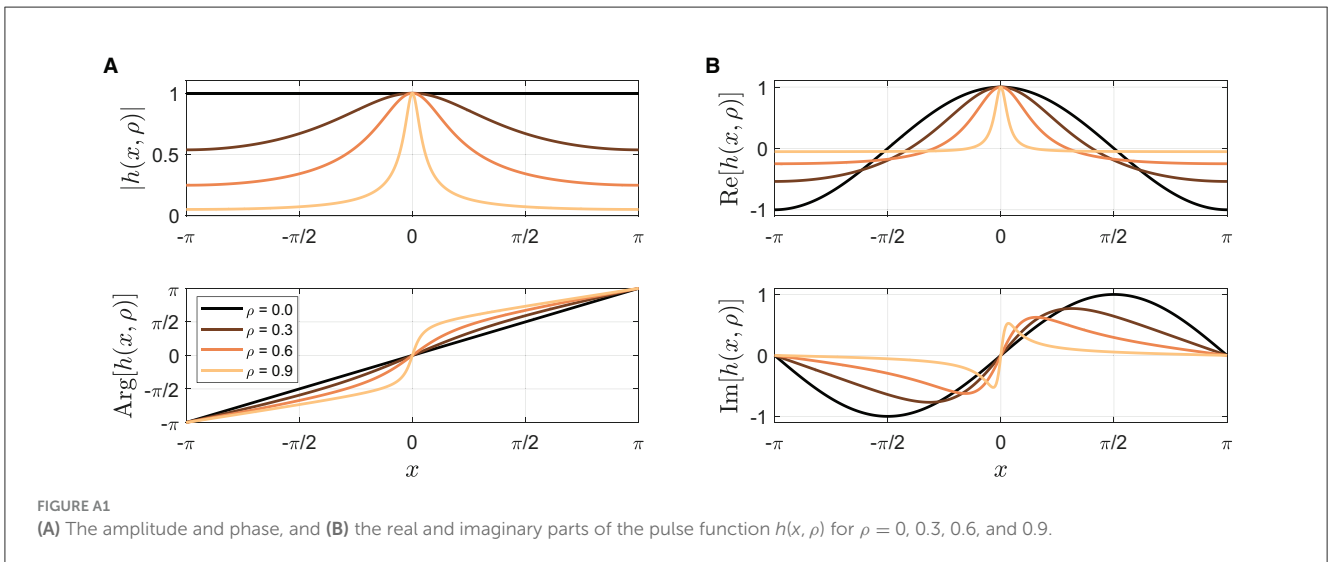 A
|h(x, ρ)|
1
0.5
0
-π
-π/2
0
π/2
π
Arg[h(x, ρ)]
π
π/2
0
-π/2
-π
ρ = 0.0
ρ = 0.3
ρ = 0.6
ρ = 0.9
-π
-π/2
0
π/2
π
x
B
Re[h(x, ρ)]
1
0
-1
-π
-π/2
0
π/2
π
Im[h(x, ρ)]
1
0
-1
-π
-π/2
0
π/2
π
x
FIGURE A1
(A) The amplitude and phase, and (B) the real and imaginary parts of the pulse function h(x, ρ) for ρ = 0, 0.3, 0.6, and 0.9.